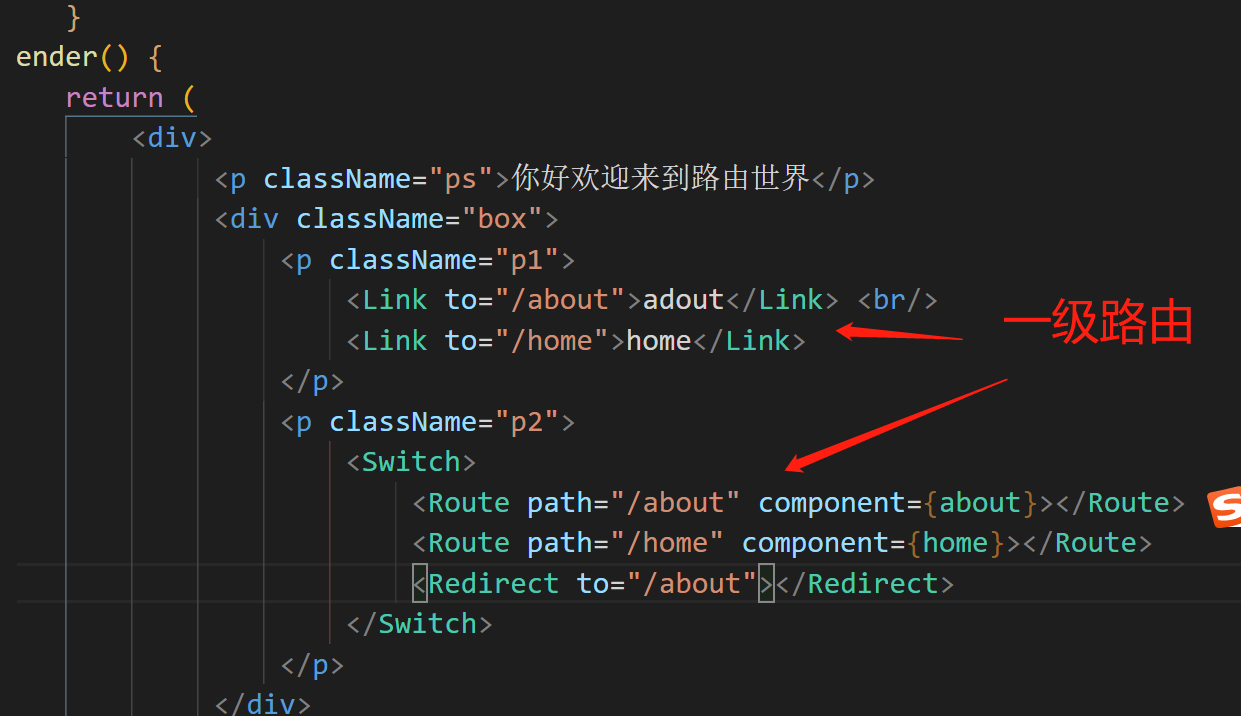 }
ender() {
return (
<div>
<p className="ps">你好欢迎来到路由世界</p>
<div className="box">
<p className="p1">
<Link to="/about">adout</Link> <br/>
<Link to="/home">home</Link>
一级路由
</p>
<p className="p2">
<Switch>
<Route path="/about" component={about}></Route>
<Route path="/home" component={home}></Route>
<Redirect to="/about"></Redirect>
</Switch>
</p>
</div>